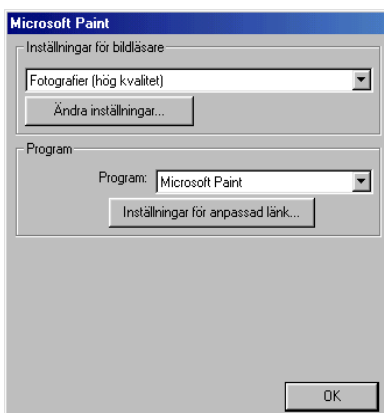 Microsoft Paint
Inställningar för bildläsare
Fotografier (hög kvalitet)
Ändra inställningar...
Program
Program: Microsoft Paint
Inställningar för anpassad länk...
OK